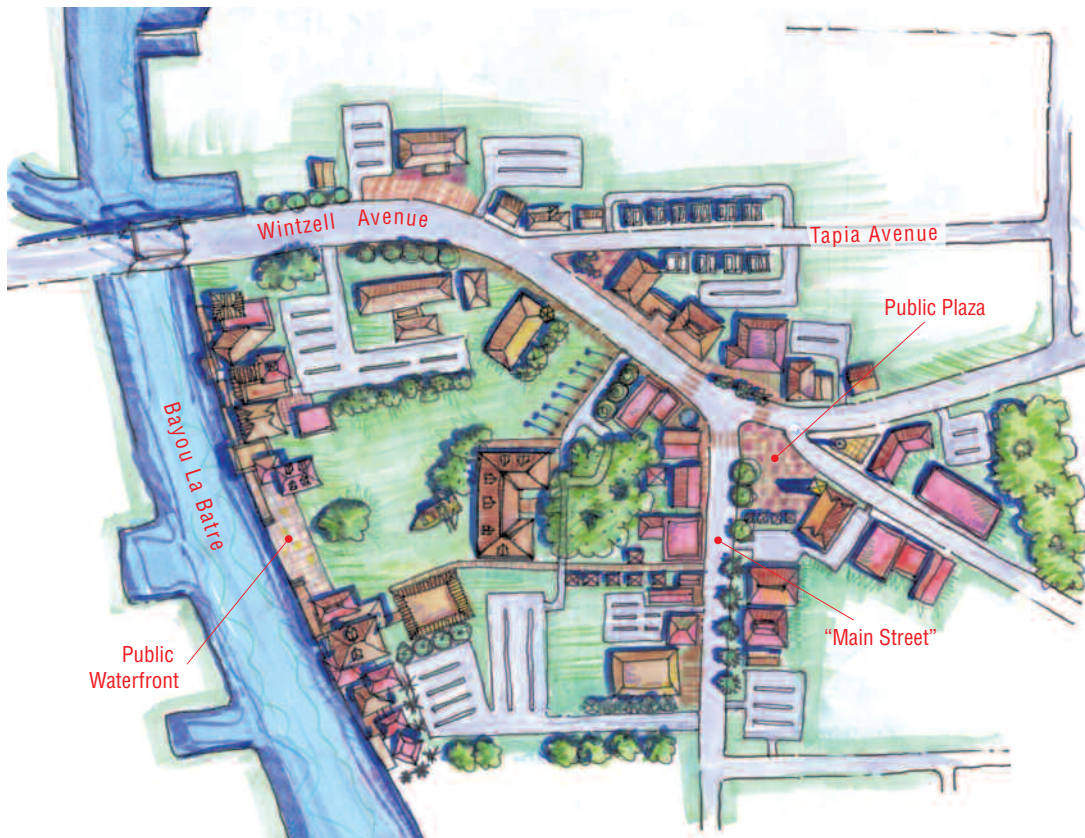 Wintzell Avenue
Tapia Avenue
Public Plaza
Bayou La Batre
"Main Street"
Public
Waterfront